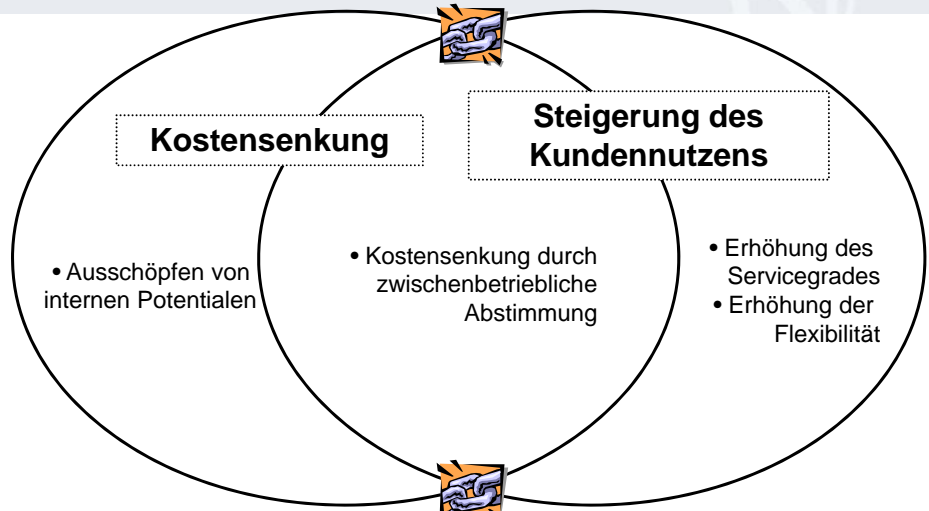 Kostensenkung
Steigerung des
Kundennutzens
• Ausschöpfen von
internen Potentialen
• Kostensenkung durch
zwischenbetriebliche
Abstimmung
• Erhöhung des
Servicegrades
• Erhöhung der
Flexibilität